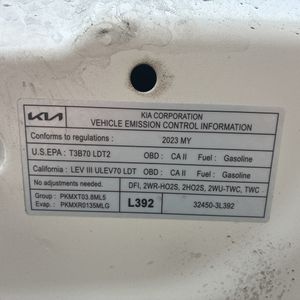 KIA
KIA CORPORATION
VEHICLE EMISSION CONTROL INFORMATION
Conforms to regulations : 2023 MY
U.S.EPA : T3B70 LDT2 OBD : CA II Fuel : Gasoline
California : LEV III ULEV70 LDT OBD : CA II Fuel : Gasoline
No adjustments needed. DFI, 2WR-HO2S, 2HO2S, 2WU-TWC, TWC
Group : PKMXT03.8ML5 L392 32450-3L392
Evap. : PKMXR0135MLG